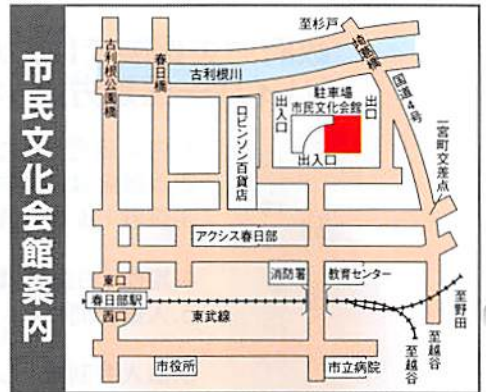 市民文化会館案内
至杉戸
古利根公園橋
春日橋
埼葛橋
古利根川
国道4号
駐車場
市民文化会館
出入口
出口
出入口
ロビンソン百貨店
一宮町交差点
アクシス春日部
東口
春日部駅
西口
消防署
教育センター
東武線
至野田
至越谷
至越谷
市役所
市立病院